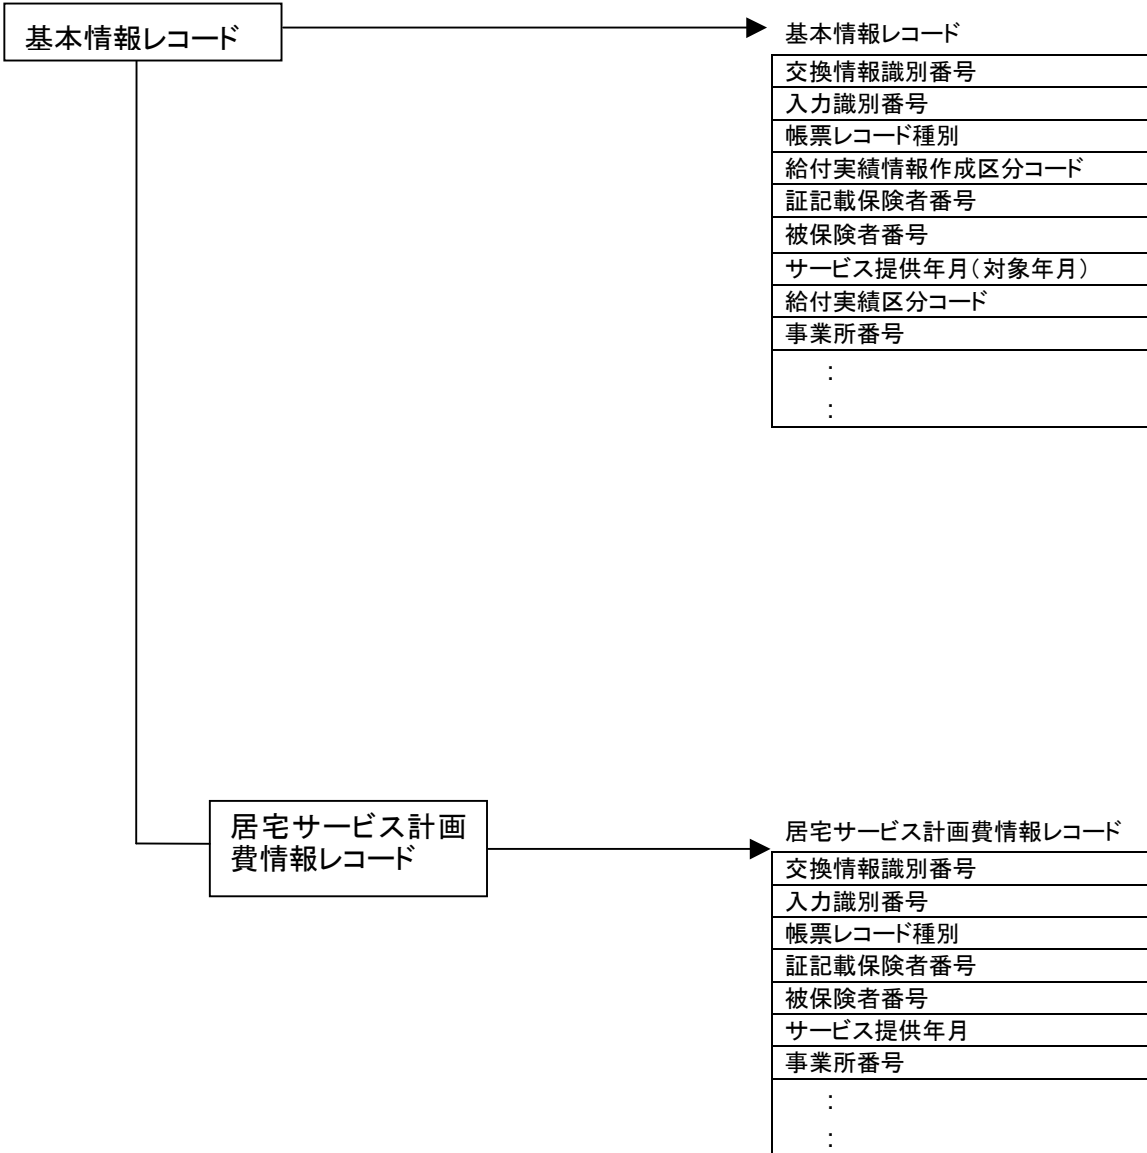 基本情報レコード
基本情報レコード
交換情報識別番号
入力識別番号
帳票レコード種別
給付実績情報作成区分コード
証記載保険者番号
被保険者番号
サービス提供年月(対象年月)
給付実績区分コード
事業所番号
:
:
居宅サービス計画
費情報レコード
居宅サービス計画費情報レコード
交換情報識別番号
入力識別番号
帳票レコード種別
証記載保険者番号
被保険者番号
サービス提供年月
事業所番号
:
: